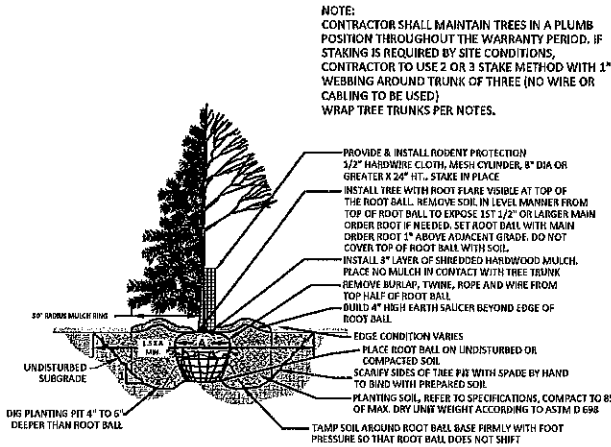 NOTE:
CONTRACTOR SHALL MAINTAIN TREES IN A PLUMB
POSITION THROUGHOUT THE WARRANTY PERIOD. IF
STAKING IS REQUIRED BY SITE CONDITIONS,
CONTRACTOR TO USE 2 OR 3 STAKE METHOD WITH 1"
WEBBING AROUND TRUNK OF THREE (NO WIRE OR
CABLING TO BE USED)
WRAP TREE TRUNKS PER NOTES.
PROVIDE & INSTALL RODENT PROTECTION
1/2" HARDWIRE CLOTH, MESH CYLINDER, 8" DIA OR
GREATER X 24" HT., STAKE IN PLACE
INSTALL TREE WITH ROOT FLARE VISIBLE AT TOP OF
THE ROOT BALL. REMOVE SOIL IN LEVEL MANNER FROM
TOP OF ROOT BALL TO EXPOSE 1ST 1/2" OR LARGER MAIN
ORDER ROOT IF NEEDED. SET ROOT BALL WITH MAIN
ORDER ROOT 1" ABOVE ADJACENT GRADE. DO NOT
COVER TOP OF ROOT BALL WITH SOIL.
INSTALL 3" LAYER OF SHREDDED HARDWOOD MULCH.
PLACE NO MULCH IN CONTACT WITH TREE TRUNK
REMOVE BURLAP, TWINE, ROPE AND WIRE FROM
TOP HALF OF ROOT BALL
BUILD 4" HIGH EARTH SAUCER BEYOND EDGE OF
ROOT BALL
RADIUS MULCH RING
EDGE CONDITION VARIES
A
MIN.
PLACE ROOT BALL ON UNDISTURBED OR
COMPACTED SOIL
UNDISTURBED
SUBGRADE
SCARIFY SIDES OF TREE PIT WITH SPADE BY HAND
TO BIND WITH PREPARED SOIL
PLANTING SOIL, REFER TO SPECIFICATIONS, COMPACT TO 85
OF MAX. DRY UNIT WEIGHT ACCORDING TO ASTM D 698
DIG PLANTING PIT 4" TO 6"
DEEPER THAN ROOT BALL
TAMP SOIL AROUND ROOT BALL BASE FIRMLY WITH FOOT
PRESSURE SO THAT ROOT BALL DOES NOT SHIFT